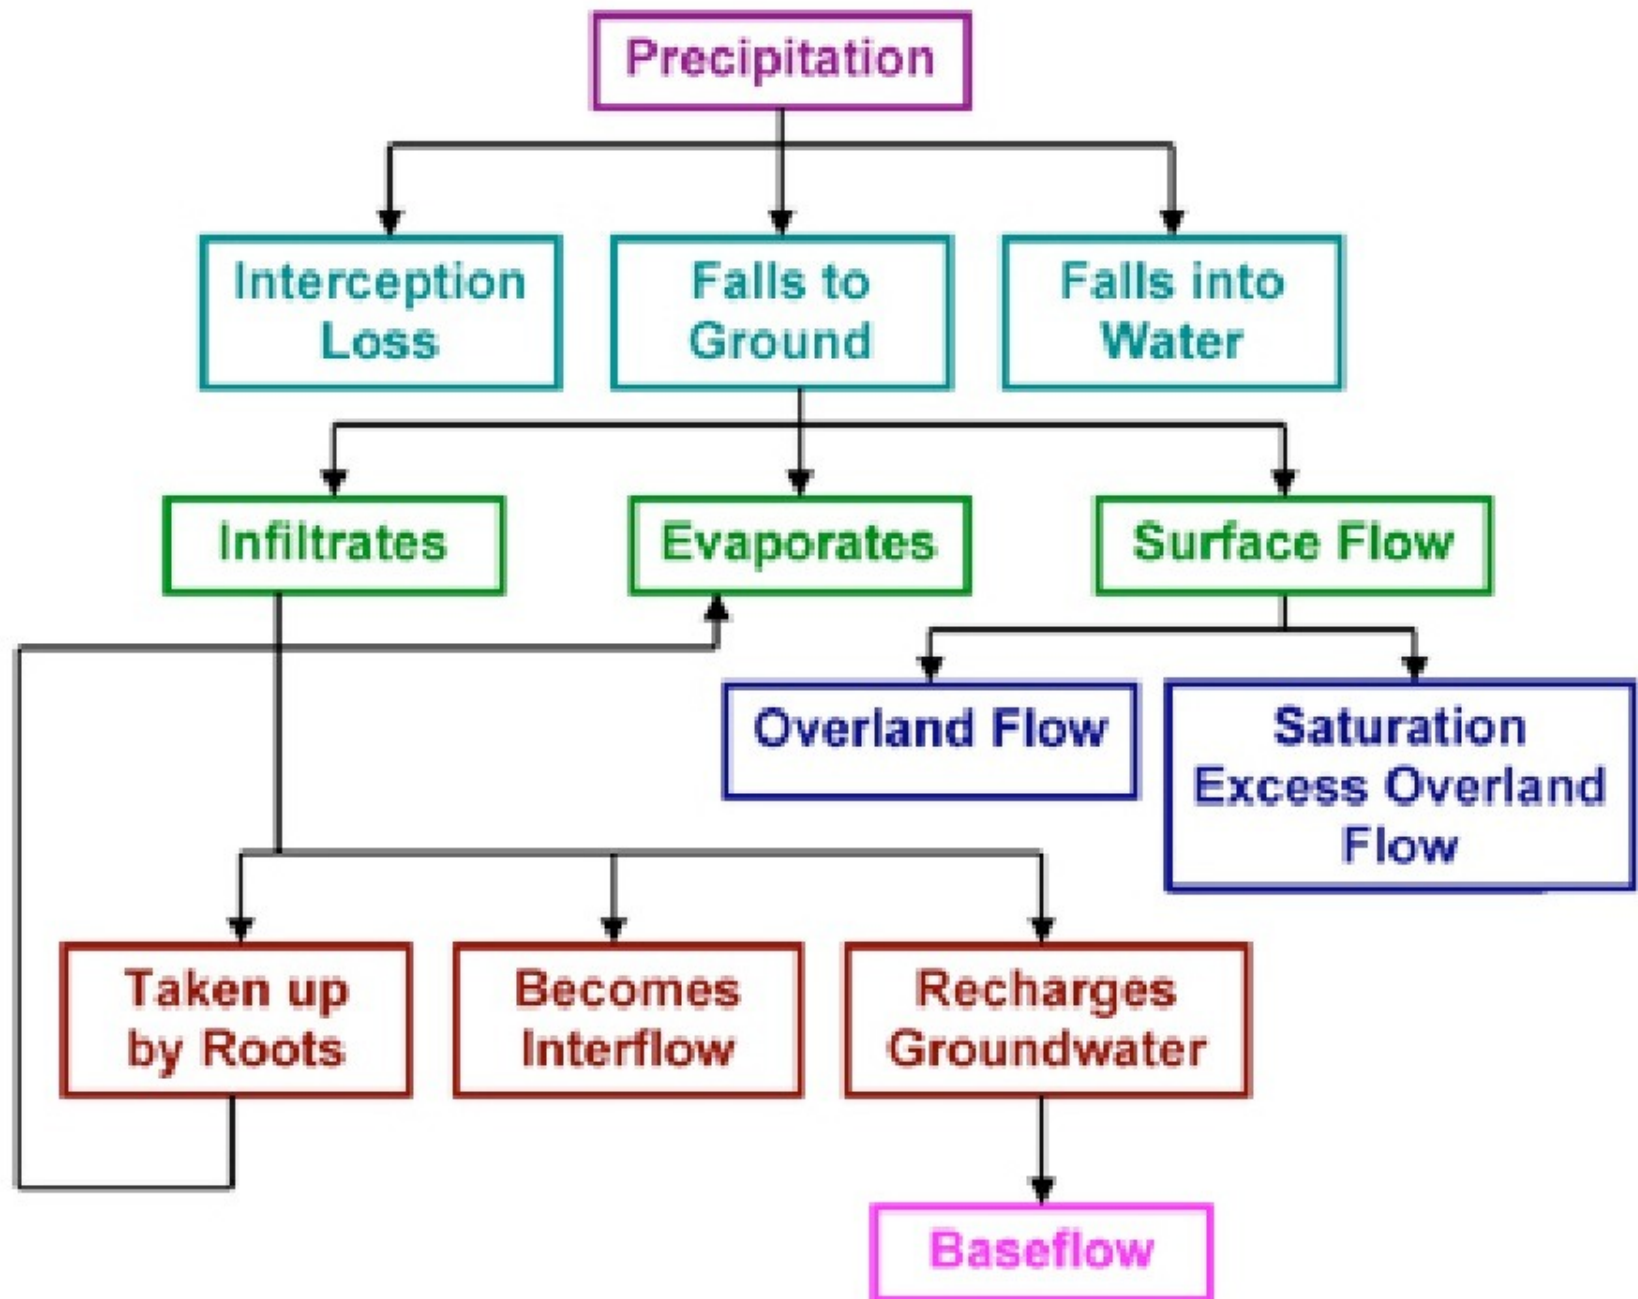 Precipitation
Interception
Loss
Falls to
Ground
Falls into
Water
Infiltrates
Evaporates
Surface Flow
Overland Flow
Saturation
Excess Overland
Flow
Taken up
by Roots
Becomes
Interflow
Recharges
Groundwater
Baseflow